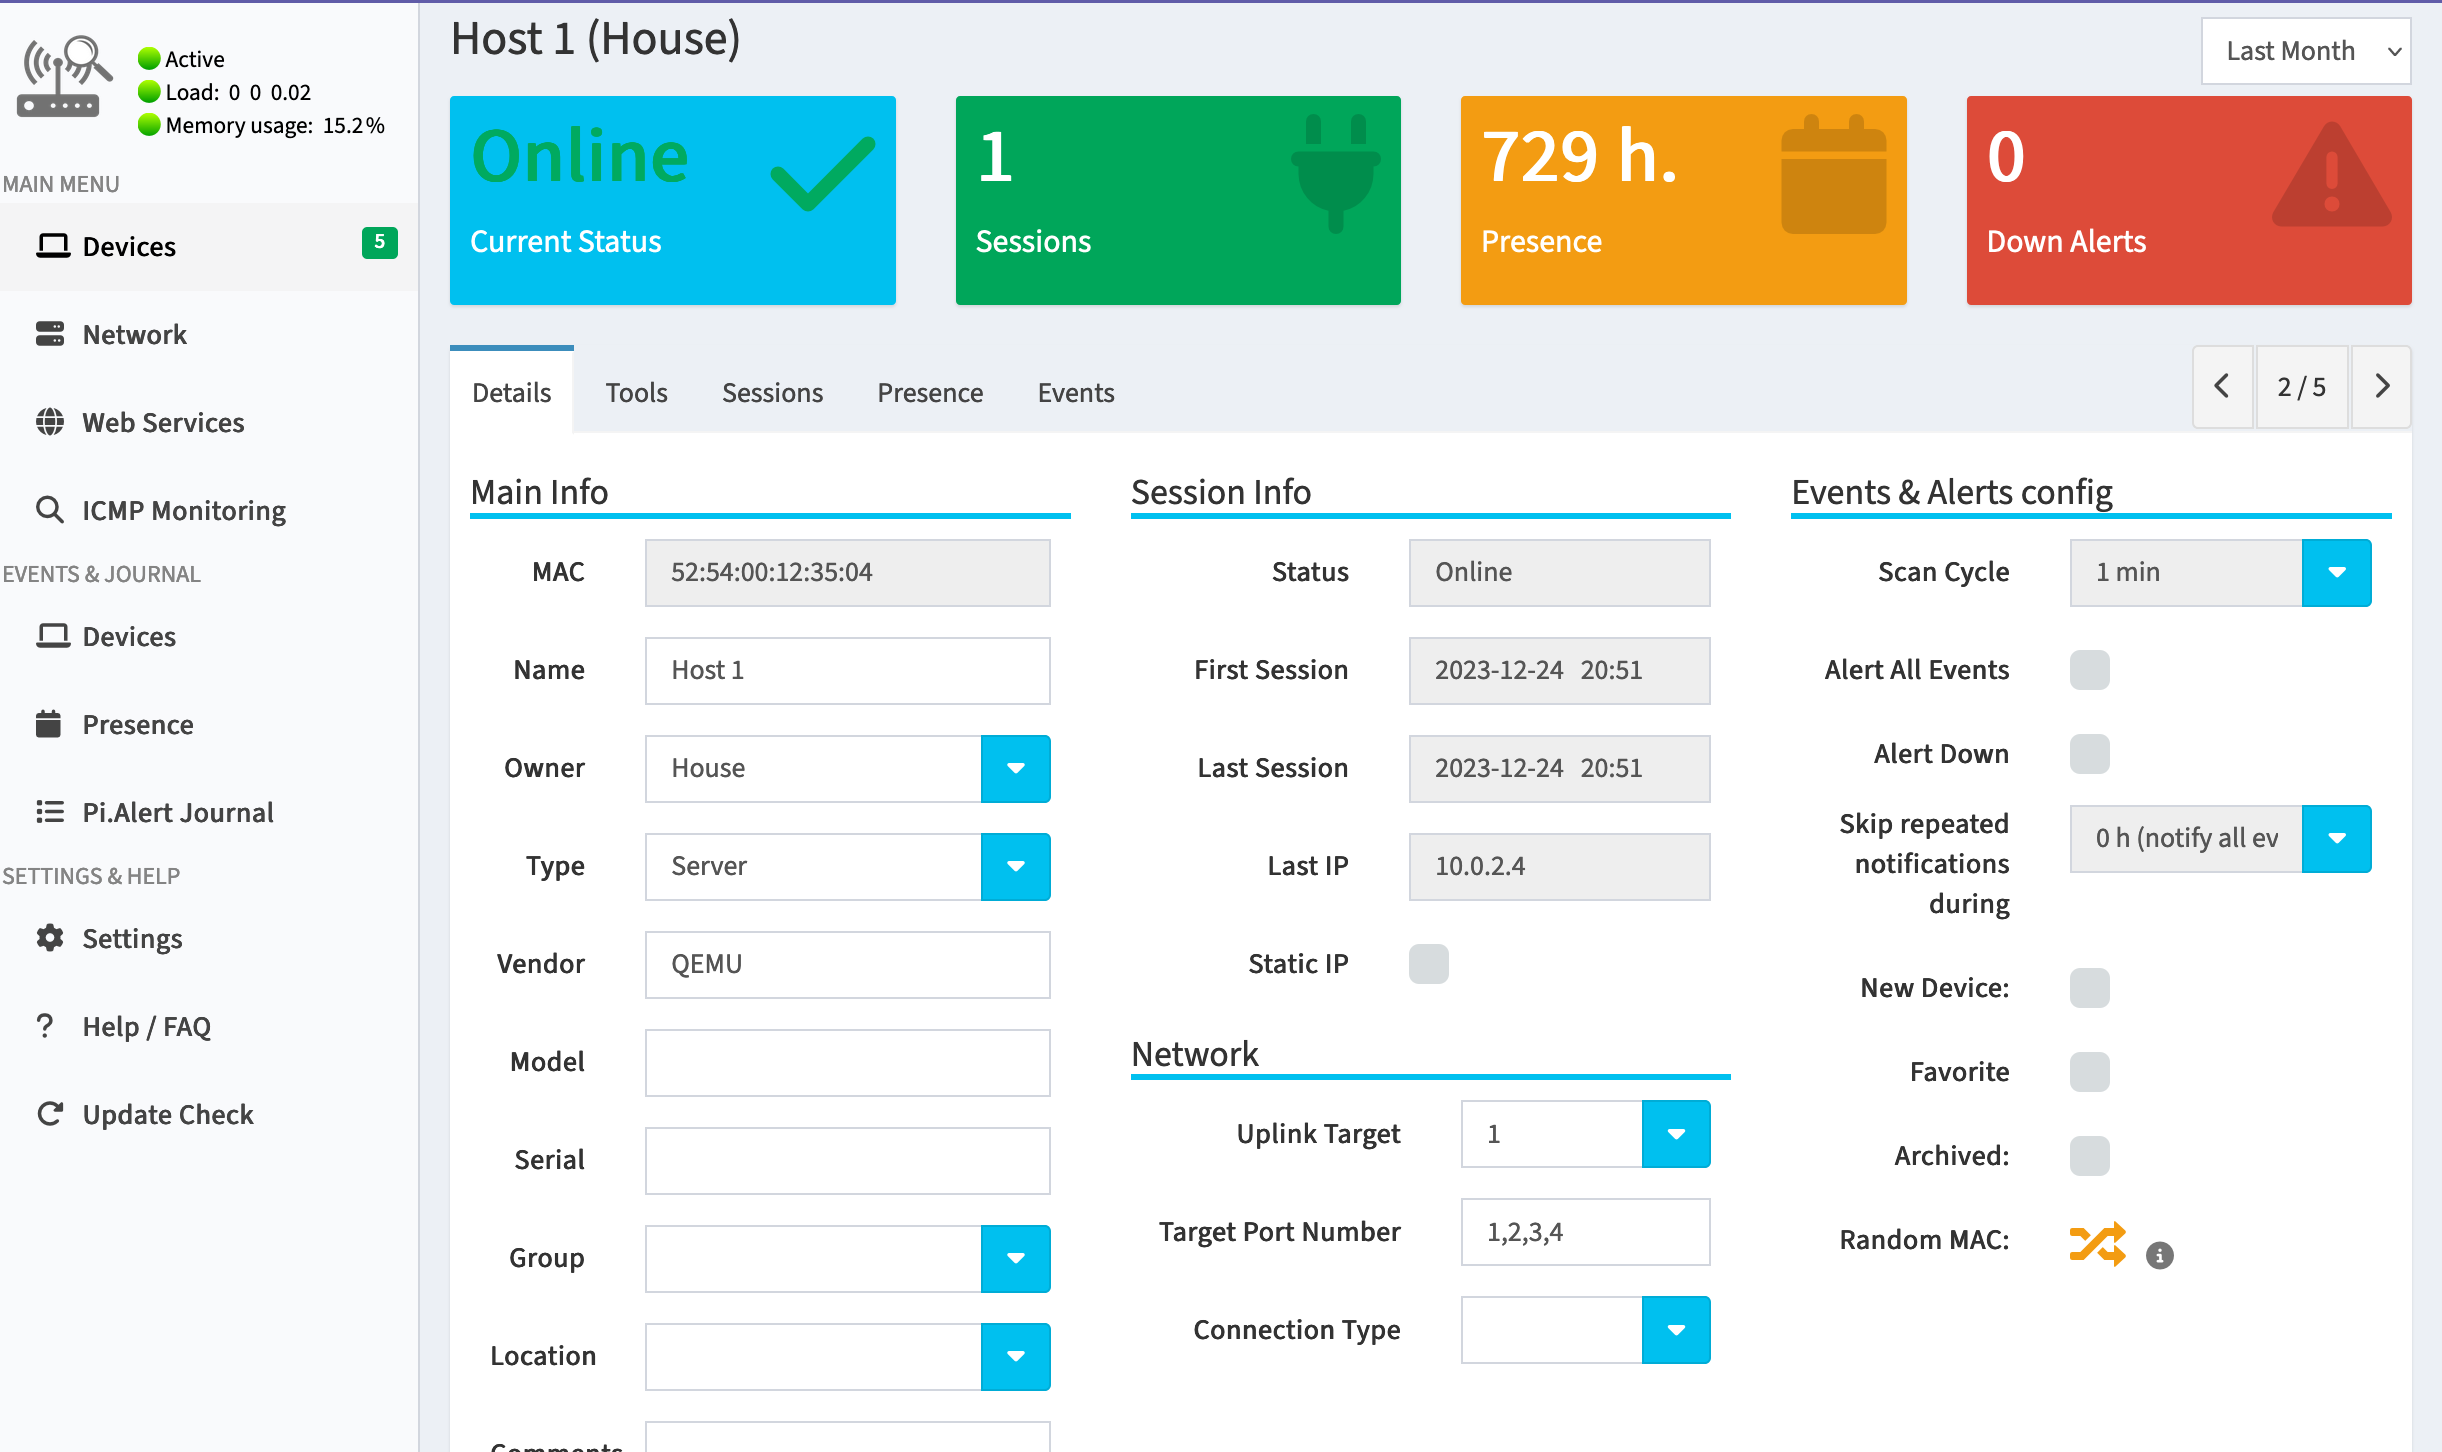 Active
Load: 0 0 0.02
Memory usage: 15.2%
MAIN MENU
Devices 5
Network
Web Services
ICMP Monitoring
EVENTS & JOURNAL
Devices
Presence
Pi.Alert Journal
SETTINGS & HELP
Settings
? Help / FAQ
Update Check
Host 1 (House)
Last Month
Online
Current Status
1
Sessions
729 h.
Presence
0
Down Alerts
Details Tools Sessions Presence Events
2 / 5
Main Info
MAC 52:54:00:12:35:04
Name Host 1
Owner House
Type Server
Vendor QEMU
Model
Serial
Group
Location
Comments
Session Info
Status Online
First Session 2023-12-24 20:51
Last Session 2023-12-24 20:51
Last IP 10.0.2.4
Static IP
Network
Uplink Target 1
Target Port Number 1,2,3,4
Connection Type
Events & Alerts config
Scan Cycle 1 min
Alert All Events
Alert Down
Skip repeated 0 h (notify all ev
notifications
during
New Device:
Favorite
Archived:
Random MAC: